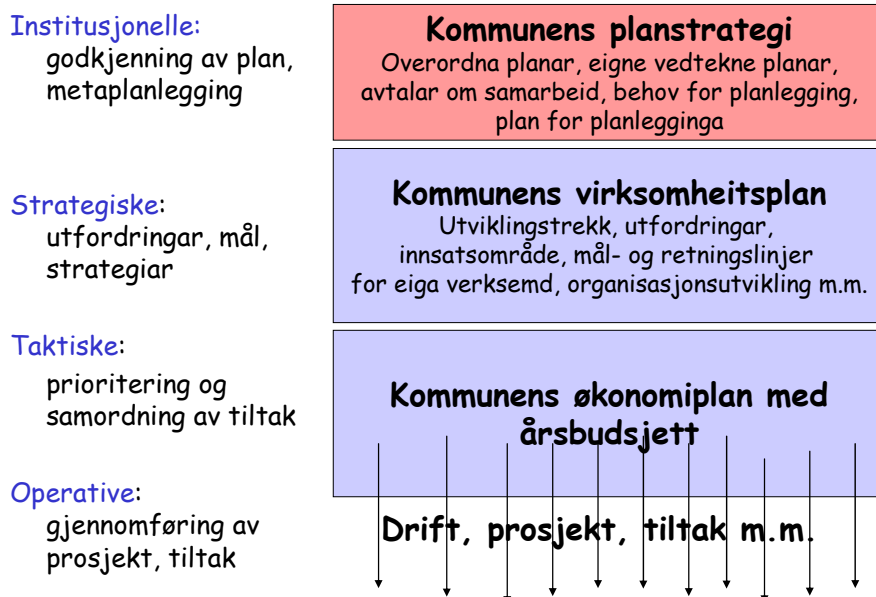 Institusjonelle:
godkjenning av plan,
metaplanlegging
Kommunens planstrategi
Overordna planar, eigne vedtekne planar,
avtalar om samarbeid, behov for planlegging,
plan for planlegginga
Strategiske:
utfordringar, mål,
strategiar
Kommunens virksomheitsplan
Utviklingstrekk, utfordringar,
innsatsområde, mål- og retningslinjer
for eiga verksemd, organisasjonsutvikling m.m.
Taktiske:
prioritering og
samordning av tiltak
Kommunens økonomiplan med
årsbudsjett
Operative:
gjennomføring av
prosjekt, tiltak
Drift, prosjekt, tiltak m.m.